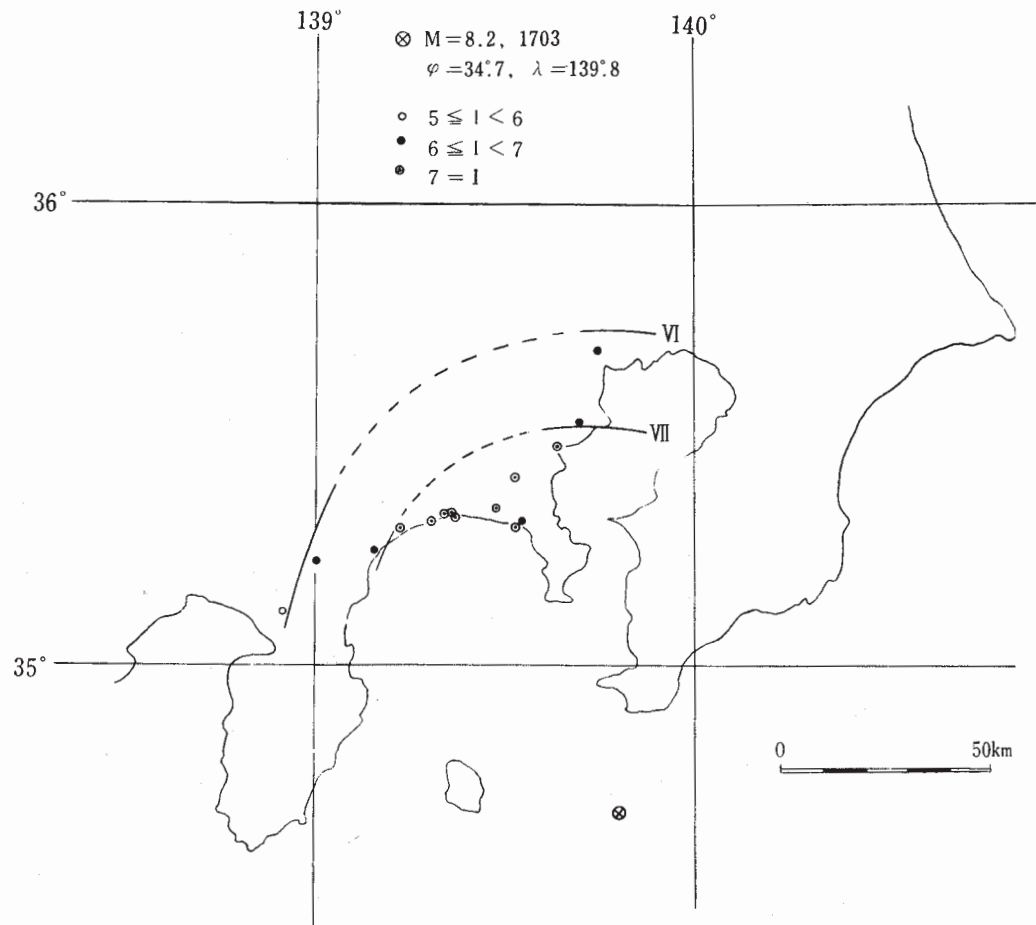 139°
140°
⊗ M=8.2, 1703
φ=34°.7, λ=139°.8
○ 5 ≦ I < 6
● 6 ≦ I < 7
⊙ 7 = I
36°
VI
VII
35°
0 50km